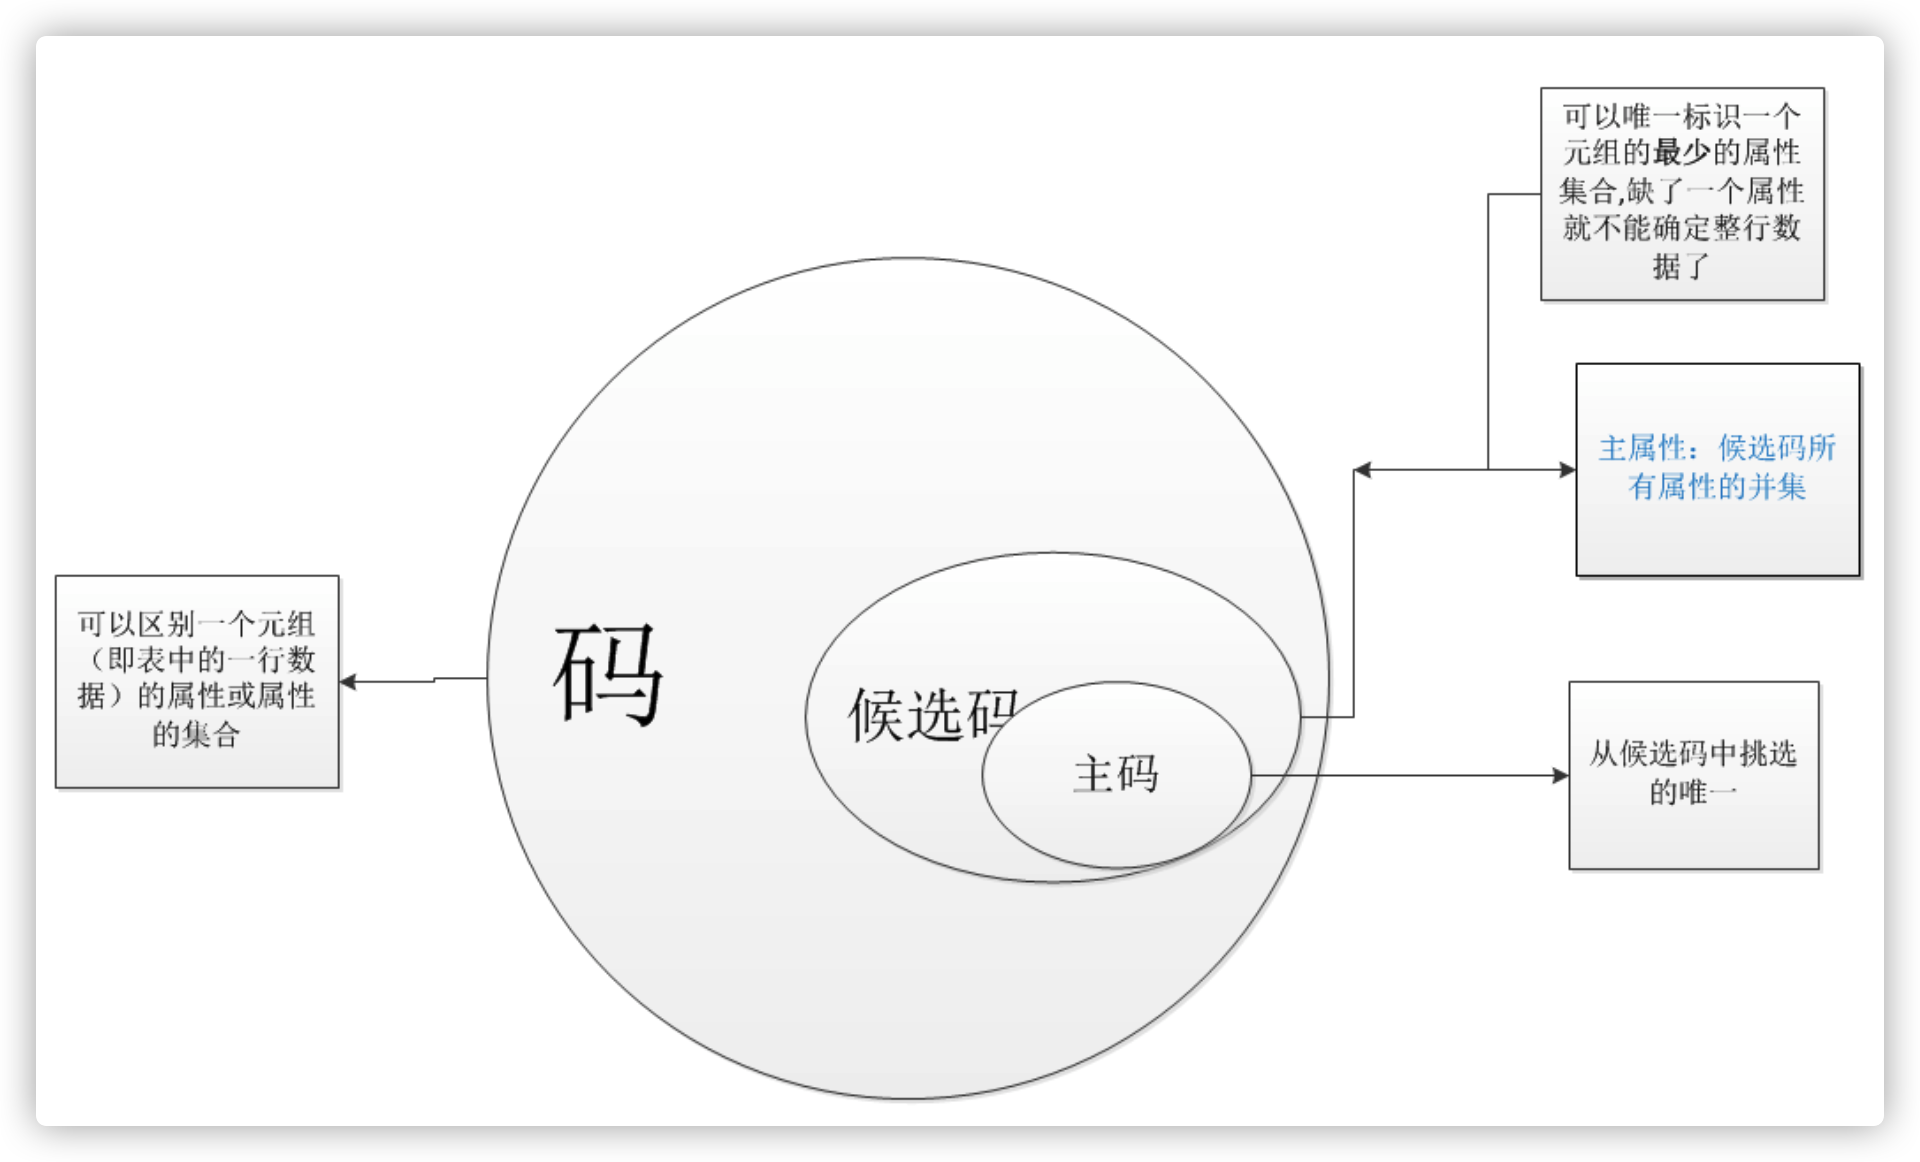 可以唯一标识一个
元组的最少的属性
集合,缺了一个属性
就不能确定整行数
据了
主属性：候选码所
有属性的并集
可以区别一个元组
（即表中的一行数
据）的属性或属性
的集合
码
候选码
主码
从候选码中挑选
的唯一